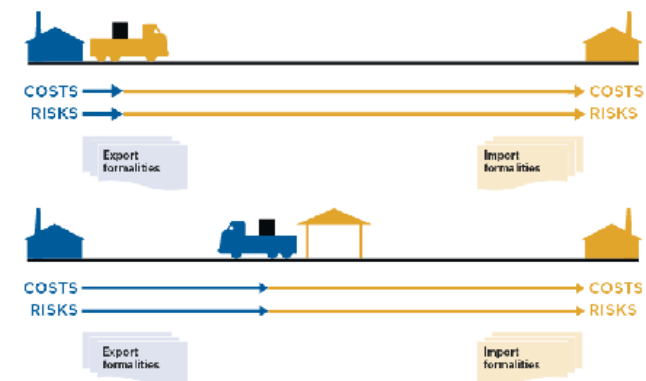 COSTS COSTS
RISKS RISKS
Export Import
formalities formalities
COSTS COSTS
RISKS RISKS
Export Import
formalities formalities